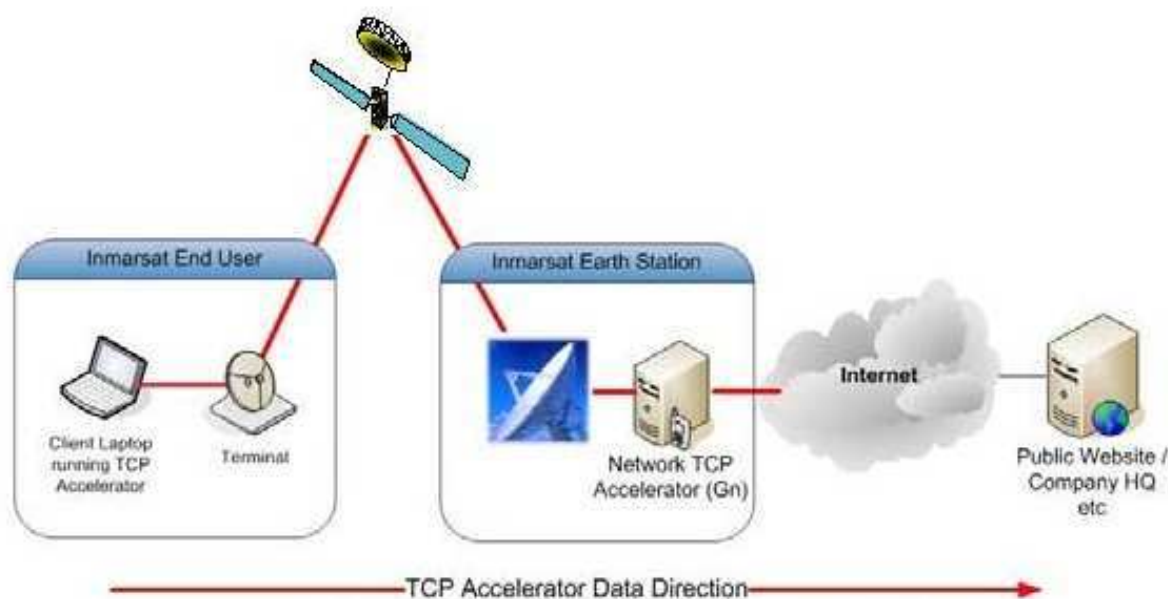 Inmarsat End User
Inmarsat Earth Station
Client Laptop
running TCP
Accelerator
Terminal
Network TCP
Accelerator (Gn)
Internet
Public Website /
Company HQ
etc
TCP Accelerator Data Direction